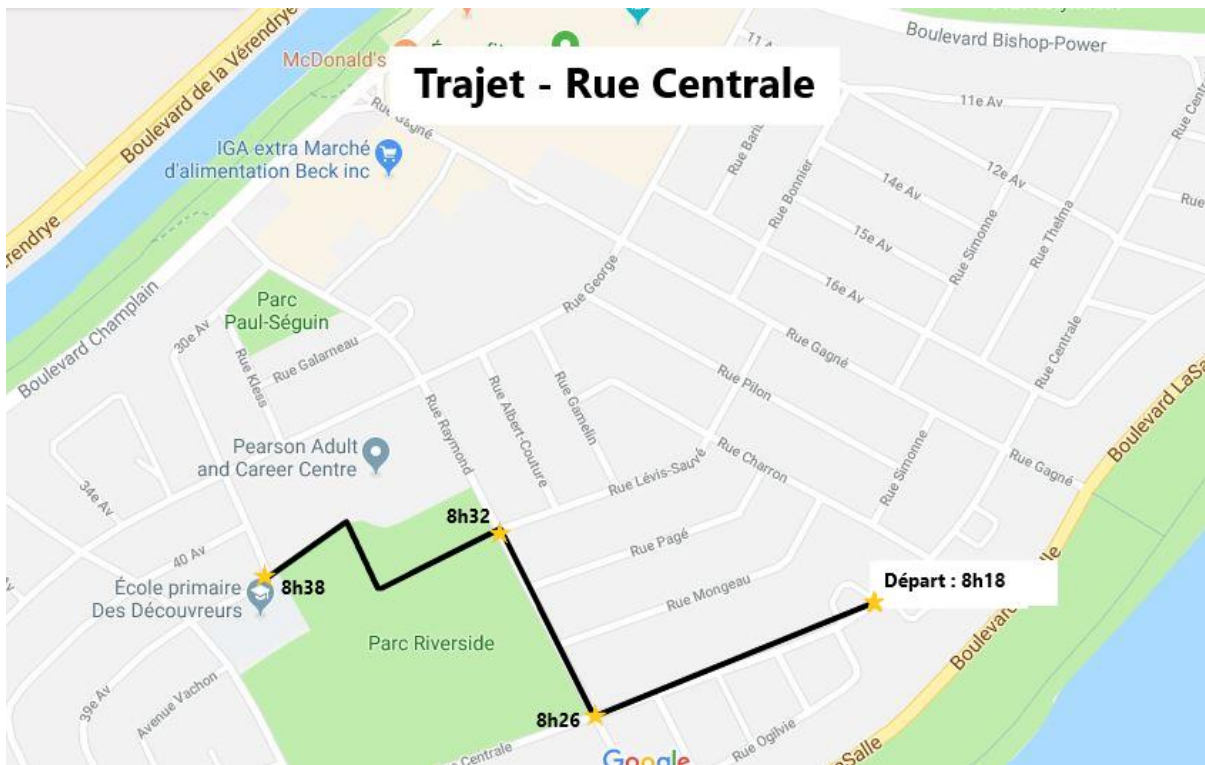 Boulevard Bishop-Power
Boulevard de la Vérendrye
McDonald's
Trajet - Rue Centrale
11e Av
Rue Gagné
IGA extra Marché
d'alimentation Beck inc
Rue Bonnier
12e Av
14e Av
15e Av
Rue Simonne
Rue Thelma
16e Av
Rue George
Parc
Paul-Séguin
Boulevard Champlain
30e Av
Rue Kless
Rue Galarneau
Rue Centrale
Rue Gagné
Rue Pilon
Rue Raymond
Rue Albert-Couture
Rue Gamelin
Pearson Adult
and Career Centre
Rue Lévis-Sauvé
Rue Charron
Rue Simonne
Rue Gagné
34e Av
8h32
Rue Pagé
40 Av
École primaire
Des Découvreurs
8h38
Départ : 8h18
Rue Mongeau
Parc Riverside
39e Av
Avenue Vachon
8h26
Centrale
Rue Ogilvie
Google